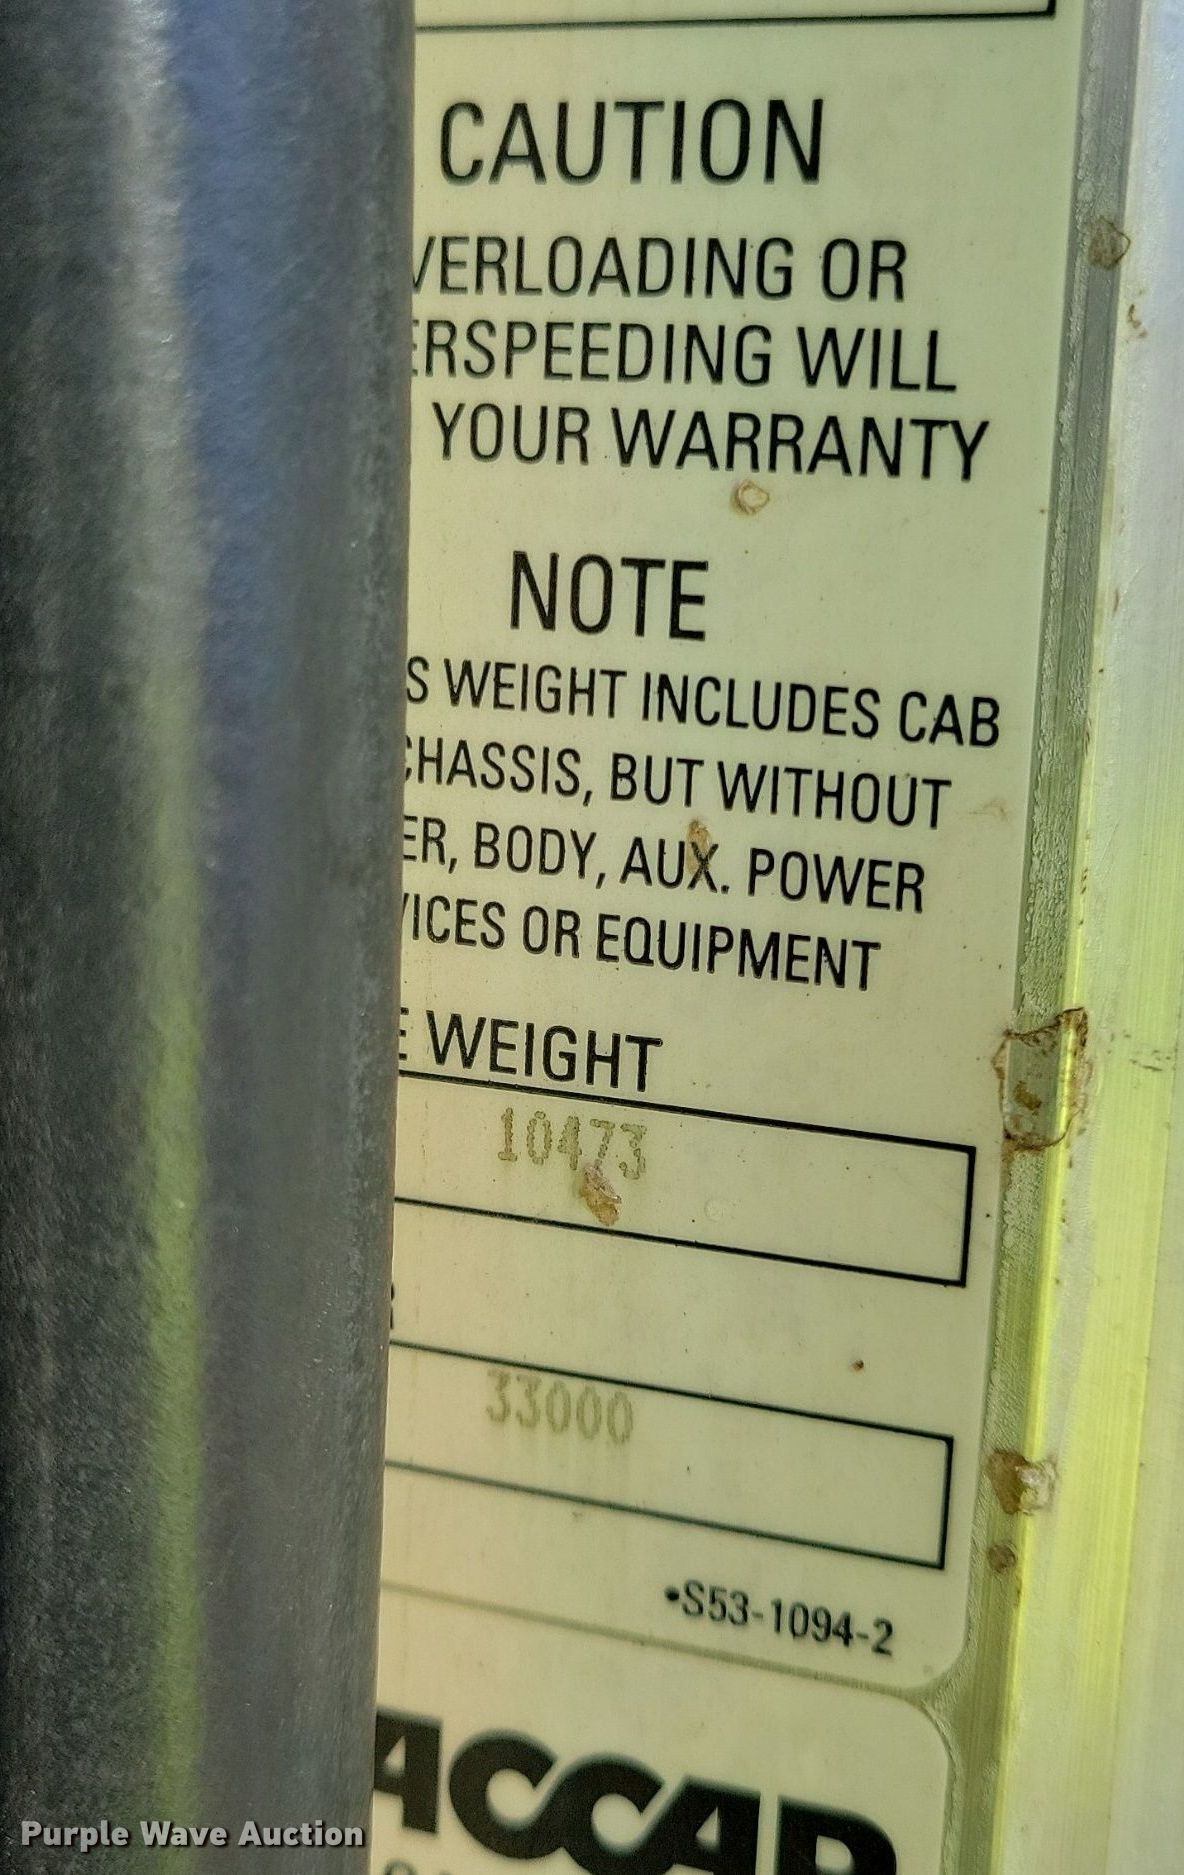 CAUTION
VERLOADING OR
ERSPEEDING WILL
YOUR WARRANTY
NOTE
S WEIGHT INCLUDES CAB
CHASSIS, BUT WITHOUT
ER, BODY, AUX. POWER
VICES OR EQUIPMENT
E WEIGHT
10473
33000
•S53-1094-2
ACCAR
Purple Wave Auction